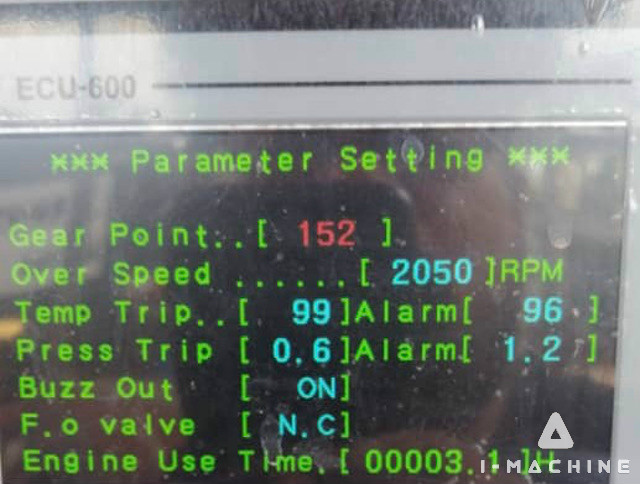 ECU-600
*** Parameter Setting ***
Gear Point..[ 152 ]
Over Speed ......[ 2050 ]RPM
Temp Trip..[ 99]Alarm[ 96 ]
Press Trip [ 0.6]Alarm[ 1.2 ]
Buzz Out [ ON]
F.o valve [ N.C]
Engine Use Time.[ 00003.1 ]H
I-MACHINE